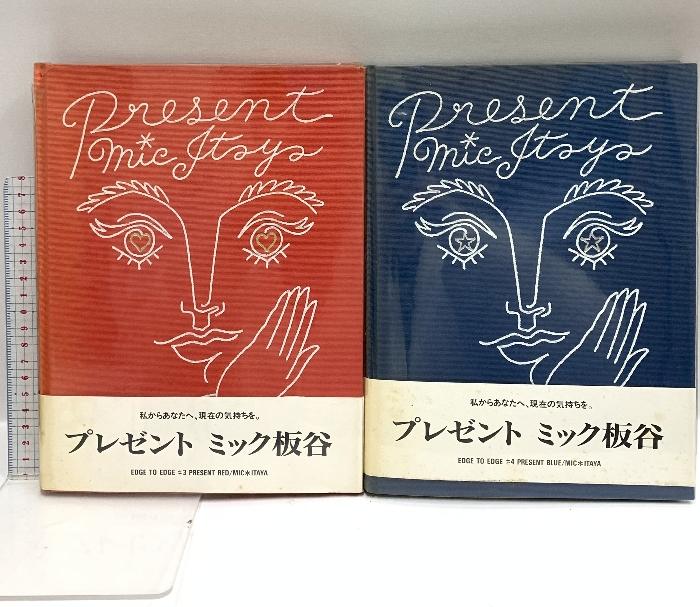 Present
mic*Itaya
私からあなたへ、現在の気持ちを。
プレゼント ミック板谷
EDGE TO EDGE #3 PRESENT RED/MIC＊ITAYA
Present
mic*Itaya
私からあなたへ、現在の気持ちを。
プレゼント ミック板谷
EDGE TO EDGE #4 PRESENT BLUE/MIC＊ITAYA